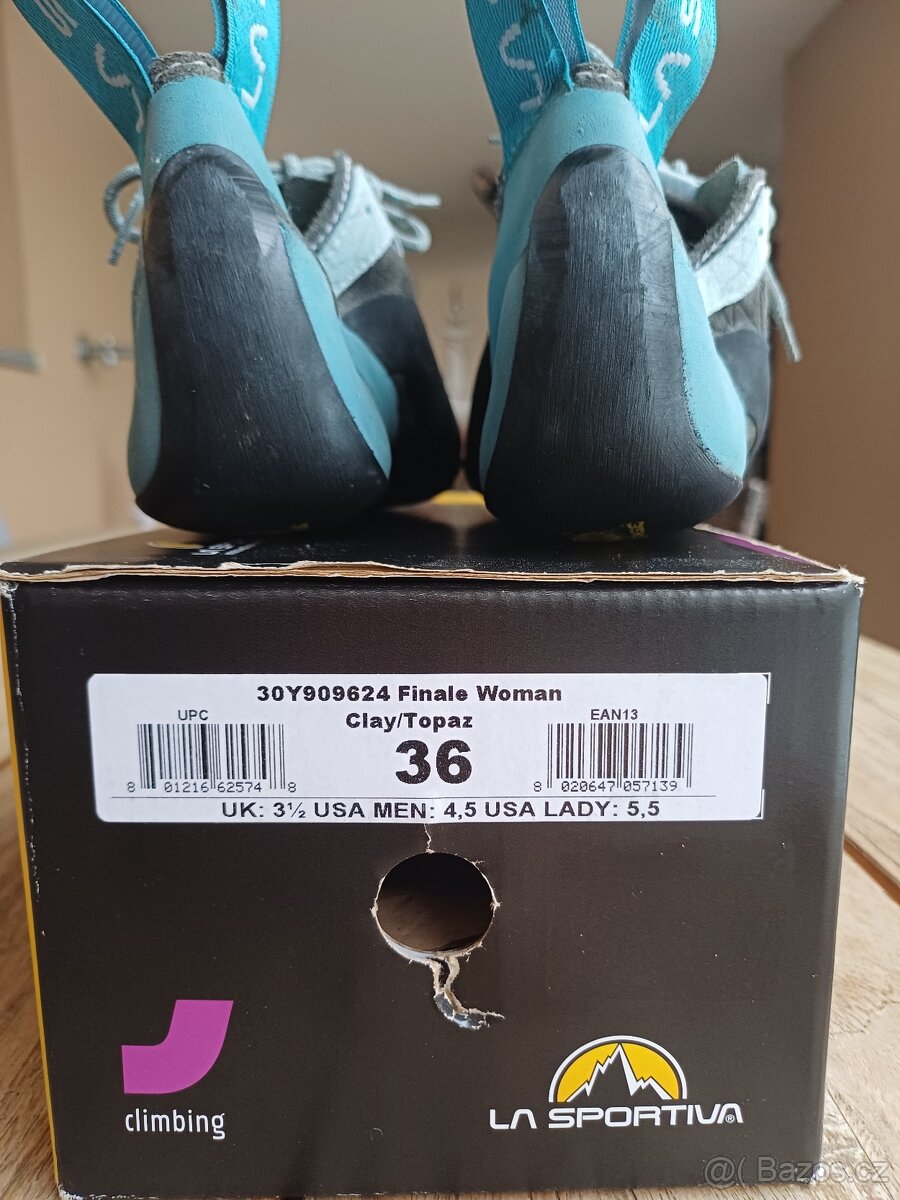 30Y909624 Finale Woman
Clay/Topaz
UPC
EAN13
36
8 01216 62574 8
8 020647 057139
UK: 3½ USA MEN: 4,5 USA LADY: 5,5
climbing
LA SPORTIVA®
@( Bazos.cz